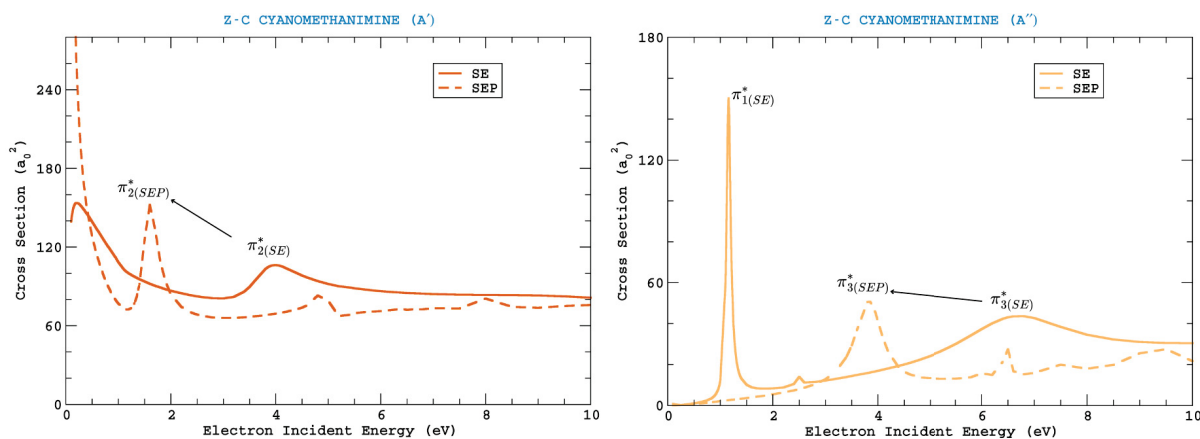 Z-C CYANOMETHANIMINE (A′)
240
180
120
60
0
Cross Section (a₀²)
SE
SEP
π*2(SEP)
π*2(SE)
0 2 4 6 8 10
Electron Incident Energy (eV)
Z-C CYANOMETHANIMINE (A″)
180
120
60
0
Cross Section (a₀²)
SE
SEP
π*1(SE)
π*3(SEP)
π*3(SE)
0 2 4 6 8 10
Electron Incident Energy (eV)